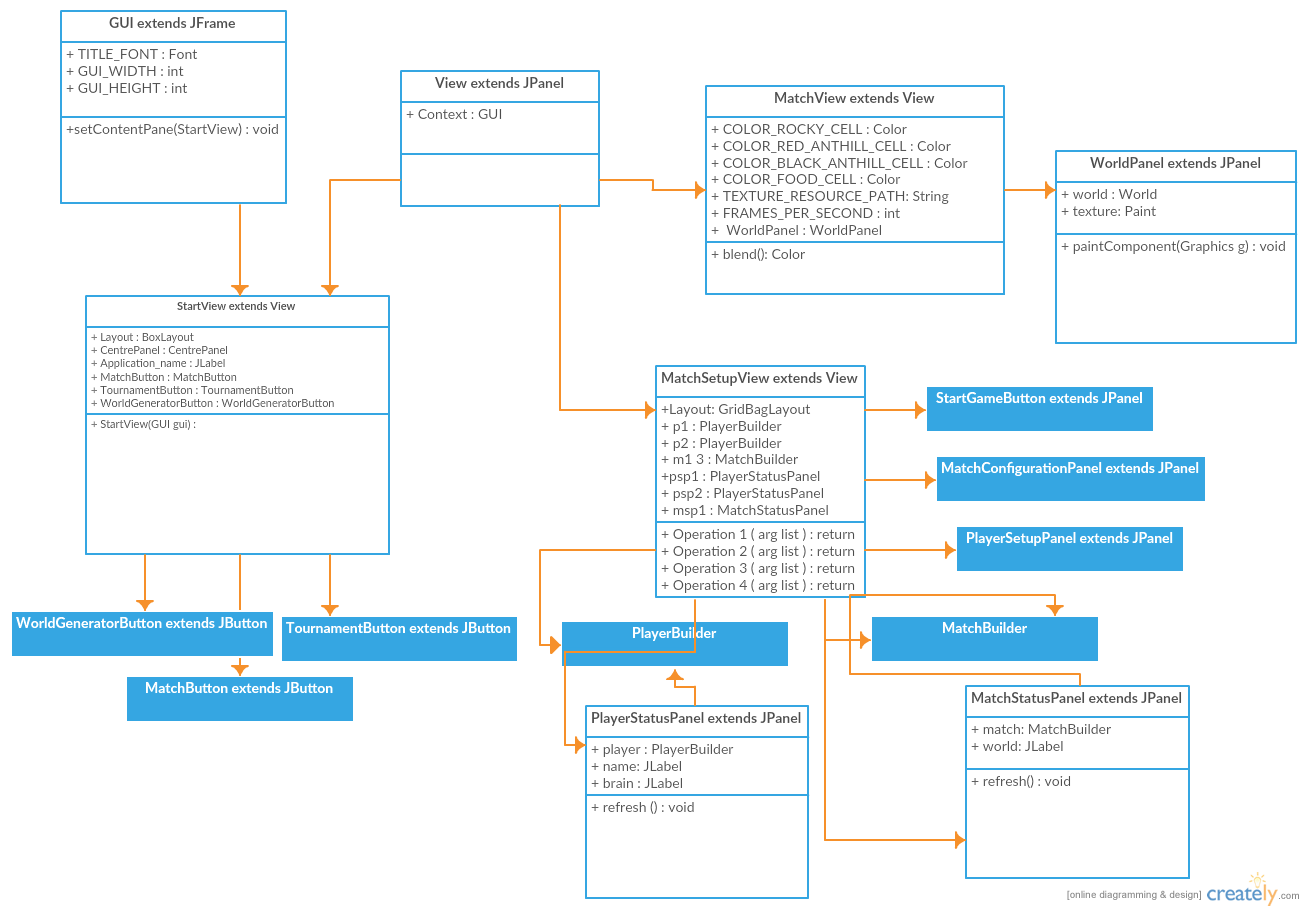 GUI extends JFrame
+ TITLE_FONT : Font
+ GUI_WIDTH : int
+ GUI_HEIGHT : int
+setContentPane(StartView) : void
View extends JPanel
+ Context : GUI
MatchView extends View
+ COLOR_ROCKY_CELL : Color
+ COLOR_RED_ANTHILL_CELL : Color
+ COLOR_BLACK_ANTHILL_CELL : Color
+ COLOR_FOOD_CELL : Color
+ TEXTURE_RESOURCE_PATH: String
+ FRAMES_PER_SECOND : int
+ WorldPanel : WorldPanel
+ blend(): Color
WorldPanel extends JPanel
+ world : World
+ texture: Paint
+ paintComponent(Graphics g) : void
StartView extends View
+ Layout : BoxLayout
+ CentrePanel : CentrePanel
+ Application_name : JLabel
+ MatchButton : MatchButton
+ TournamentButton : TournamentButton
+ WorldGeneratorButton : WorldGeneratorButton
+ StartView(GUI gui) :
MatchSetupView extends View
+Layout: GridBagLayout
+ p1 : PlayerBuilder
+ p2 : PlayerBuilder
+ m1 3 : MatchBuilder
+psp1 : PlayerStatusPanel
+ psp2 : PlayerStatusPanel
+ msp1 : MatchStatusPanel
+ Operation 1 ( arg list ) : return
+ Operation 2 ( arg list ) : return
+ Operation 3 ( arg list ) : return
+ Operation 4 ( arg list ) : return
StartGameButton extends JPanel
MatchConfigurationPanel extends JPanel
PlayerSetupPanel extends JPanel
WorldGeneratorButton extends JButton
TournamentButton extends JButton
MatchButton extends JButton
PlayerBuilder
MatchBuilder
PlayerStatusPanel extends JPanel
+ player : PlayerBuilder
+ name: JLabel
+ brain : JLabel
+ refresh () : void
MatchStatusPanel extends JPanel
+ match: MatchBuilder
+ world: JLabel
+ refresh() : void
[online diagramming & design] creately.com